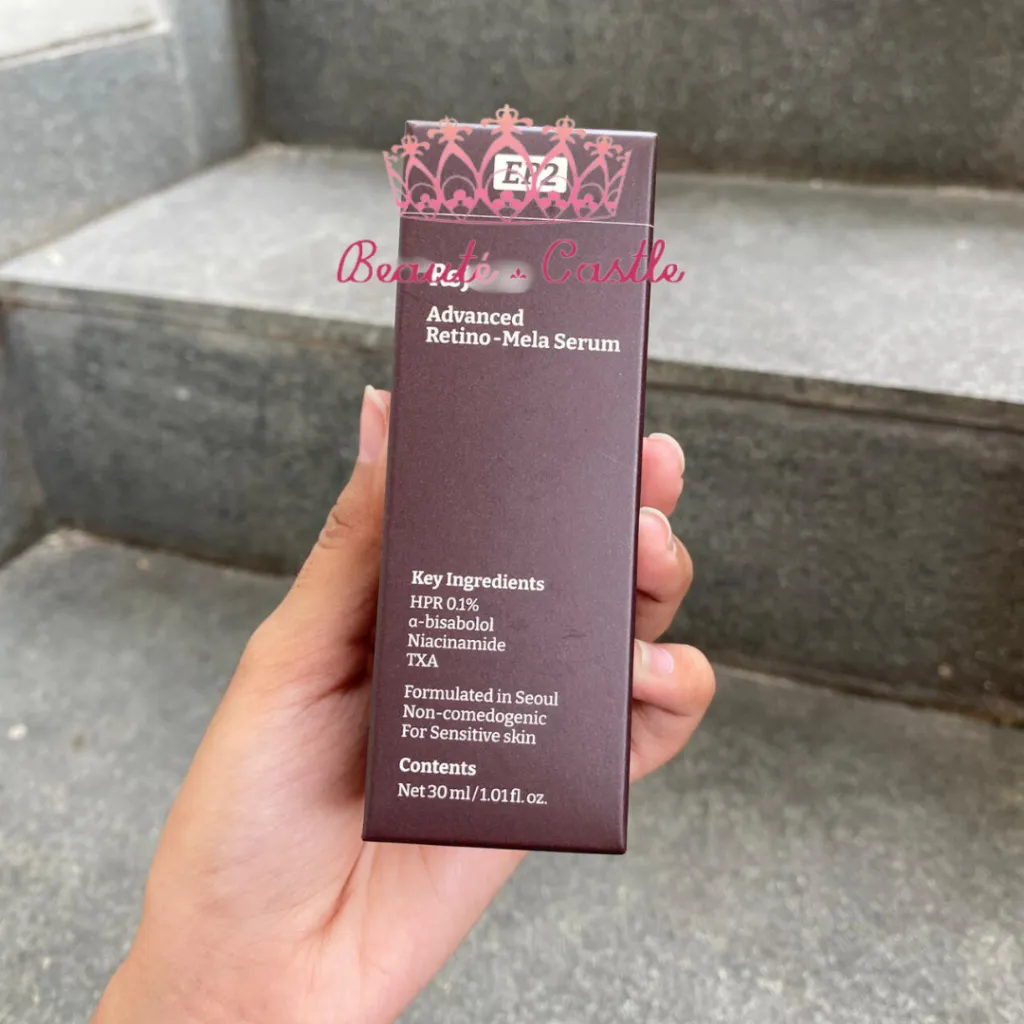 Beauté Castle
Advanced
Retino-Mela Serum
Key Ingredients
HPR 0.1%
α-bisabolol
Niacinamide
TXA
Formulated in Seoul
Non-comedogenic
For Sensitive skin
Contents
Net 30 ml / 1.01 fl. oz.